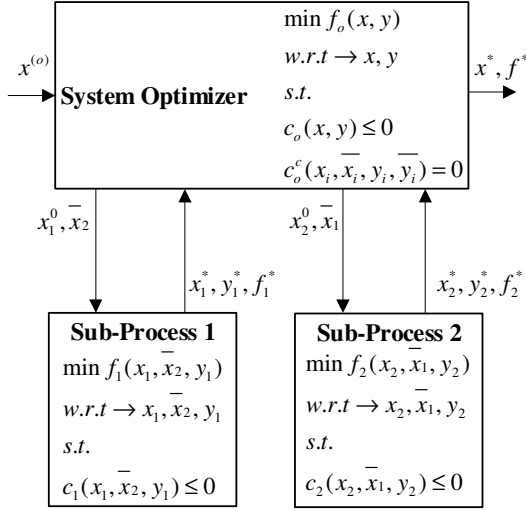 x^(o)
System Optimizer
min f_o(x, y)
w.r.t → x, y
s.t.
c_o(x, y) ≤ 0
c_o^c(x_i, x̅_i, y_i, y̅_i) = 0
x^*, f^*
x_1^0, x̅_2
x_1^*, y_1^*, f_1^*
x_2^0, x̅_1
x_2^*, y_2^*, f_2^*
Sub-Process 1
min f_1(x_1, x̅_2, y_1)
w.r.t → x_1, x̅_2, y_1
s.t.
c_1(x_1, x̅_2, y_1) ≤ 0
Sub-Process 2
min f_2(x_2, x̅_1, y_2)
w.r.t → x_2, x̅_1, y_2
s.t.
c_2(x_2, x̅_1, y_2) ≤ 0